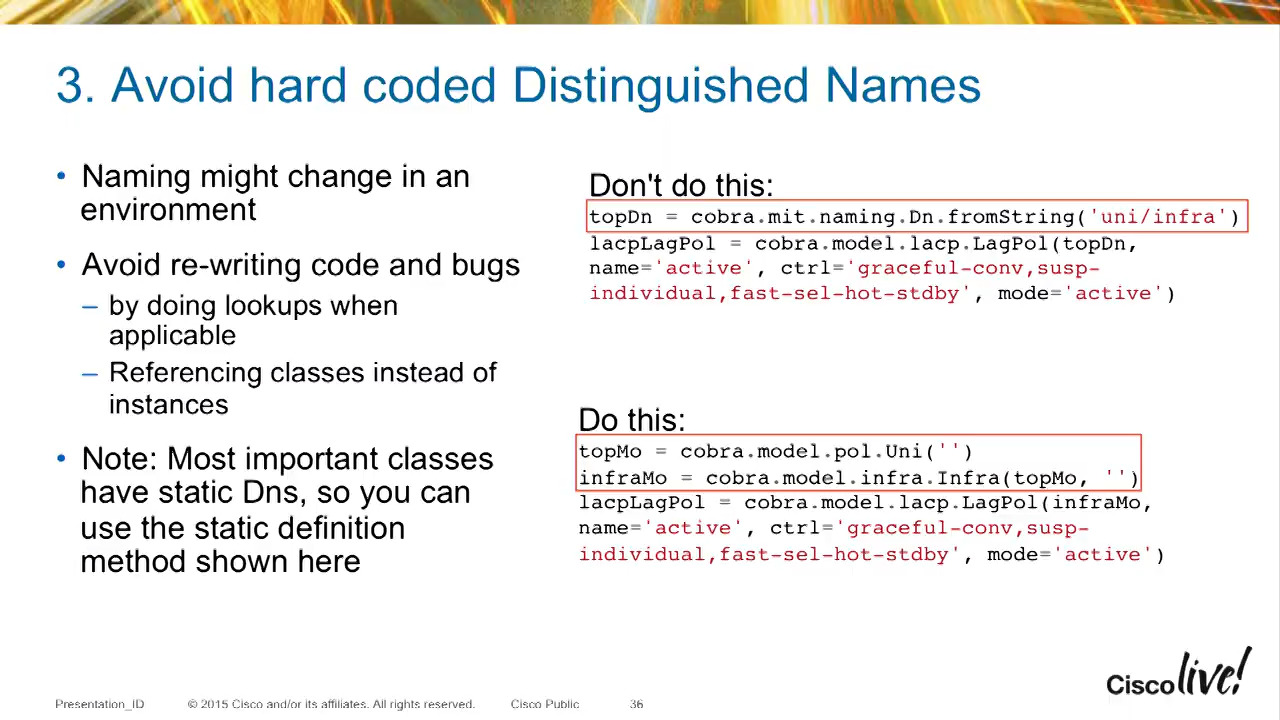 3. Avoid hard coded Distinguished Names
• Naming might change in an
environment
• Avoid re-writing code and bugs
– by doing lookups when
applicable
– Referencing classes instead of
instances
• Note: Most important classes
have static Dns, so you can
use the static definition
method shown here
Don't do this:
topDn = cobra.mit.naming.Dn.fromString('uni/infra')
lacpLagPol = cobra.model.lacp.LagPol(topDn,
name='active', ctrl='graceful-conv,susp-
individual,fast-sel-hot-stdby', mode='active')
Do this:
topMo = cobra.model.pol.Uni('')
infraMo = cobra.model.infra.Infra(topMo, '')
lacpLagPol = cobra.model.lacp.LagPol(infraMo,
name='active', ctrl='graceful-conv,susp-
individual,fast-sel-hot-stdby', mode='active')
Cisco live!
Presentation_ID © 2015 Cisco and/or its affiliates. All rights reserved. Cisco Public 36